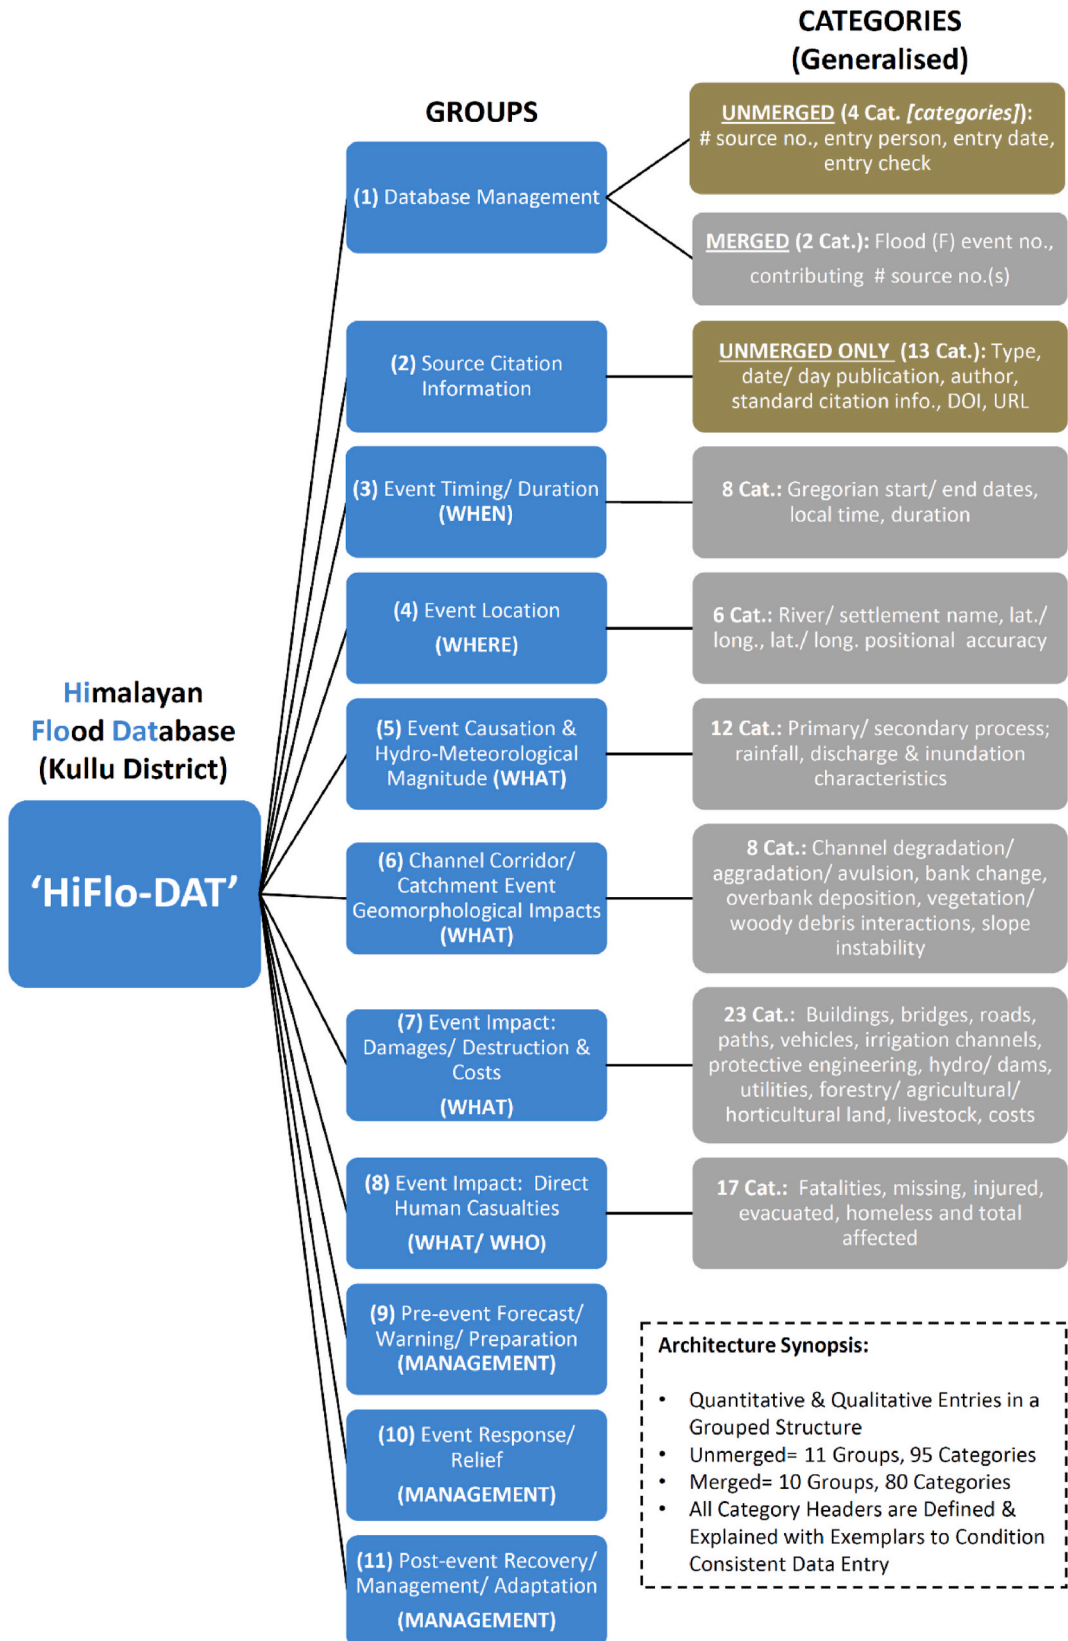 CATEGORIES
(Generalised)
GROUPS
UNMERGED (4 Cat. [categories]):
# source no., entry person, entry date,
entry check
(1) Database Management
MERGED (2 Cat.): Flood (F) event no.,
contributing # source no.(s)
(2) Source Citation
Information
UNMERGED ONLY (13 Cat.): Type,
date/ day publication, author,
standard citation info., DOI, URL
(3) Event Timing/ Duration
(WHEN)
8 Cat.: Gregorian start/ end dates,
local time, duration
(4) Event Location
(WHERE)
6 Cat.: River/ settlement name, lat./
long., lat./ long. positional accuracy
Himalayan
Flood Database
(Kullu District)
'HiFlo-DAT'
(5) Event Causation &
Hydro-Meteorological
Magnitude (WHAT)
12 Cat.: Primary/ secondary process;
rainfall, discharge & inundation
characteristics
(6) Channel Corridor/
Catchment Event
Geomorphological Impacts
(WHAT)
8 Cat.: Channel degradation/
aggradation/ avulsion, bank change,
overbank deposition, vegetation/
woody debris interactions, slope
instability
(7) Event Impact:
Damages/ Destruction &
Costs
(WHAT)
23 Cat.: Buildings, bridges, roads,
paths, vehicles, irrigation channels,
protective engineering, hydro/ dams,
utilities, forestry/ agricultural/
horticultural land, livestock, costs
(8) Event Impact: Direct
Human Casualties
(WHAT/ WHO)
17 Cat.: Fatalities, missing, injured,
evacuated, homeless and total
affected
(9) Pre-event Forecast/
Warning/ Preparation
(MANAGEMENT)
(10) Event Response/
Relief
(MANAGEMENT)
(11) Post-event Recovery/
Management/ Adaptation
(MANAGEMENT)
Architecture Synopsis:
• Quantitative & Qualitative Entries in a
Grouped Structure
• Unmerged= 11 Groups, 95 Categories
• Merged= 10 Groups, 80 Categories
• All Category Headers are Defined &
Explained with Exemplars to Condition
Consistent Data Entry